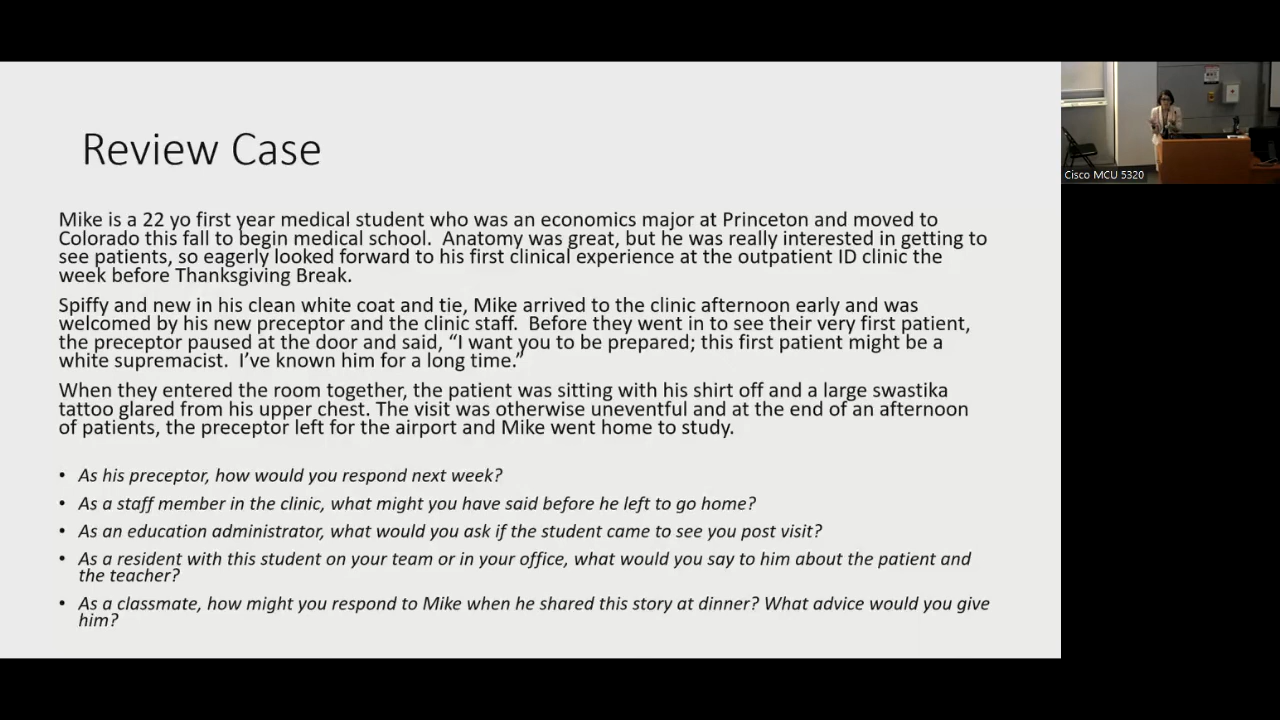 Review Case
Mike is a 22 yo first year medical student who was an economics major at Princeton and moved to
Colorado this fall to begin medical school.  Anatomy was great, but he was really interested in getting to
see patients, so eagerly looked forward to his first clinical experience at the outpatient ID clinic the
week before Thanksgiving Break.
Spiffy and new in his clean white coat and tie, Mike arrived to the clinic afternoon early and was
welcomed by his new preceptor and the clinic staff.  Before they went in to see their very first patient,
the preceptor paused at the door and said, “I want you to be prepared; this first patient might be a
white supremacist.  I’ve known him for a long time.”
When they entered the room together, the patient was sitting with his shirt off and a large swastika
tattoo glared from his upper chest. The visit was otherwise uneventful and at the end of an afternoon
of patients, the preceptor left for the airport and Mike went home to study.
• As his preceptor, how would you respond next week?
• As a staff member in the clinic, what might you have said before he left to go home?
• As an education administrator, what would you ask if the student came to see you post visit?
• As a resident with this student on your team or in your office, what would you say to him about the patient and
the teacher?
• As a classmate, how might you respond to Mike when he shared this story at dinner? What advice would you give
him?
Cisco MCU 5320